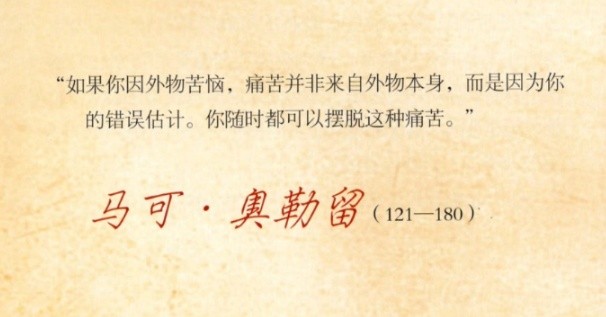 “如果你因外物苦恼，痛苦并非来自外物本身，而是因为你
的错误估计。你随时都可以摆脱这种痛苦。”
马可·奥勒留（121—180）